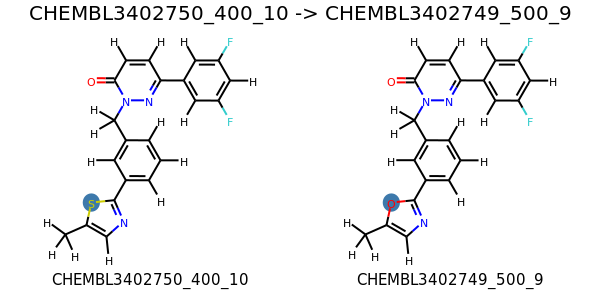 CHEMBL3402750_400_10 -> CHEMBL3402749_500_9
H H H F H H H F
O H O H
N N H F N N H F
H H H H
H H H H
H H H H
S H O H
N N
H H H H
H H H H H H
CHEMBL3402750_400_10 CHEMBL3402749_500_9